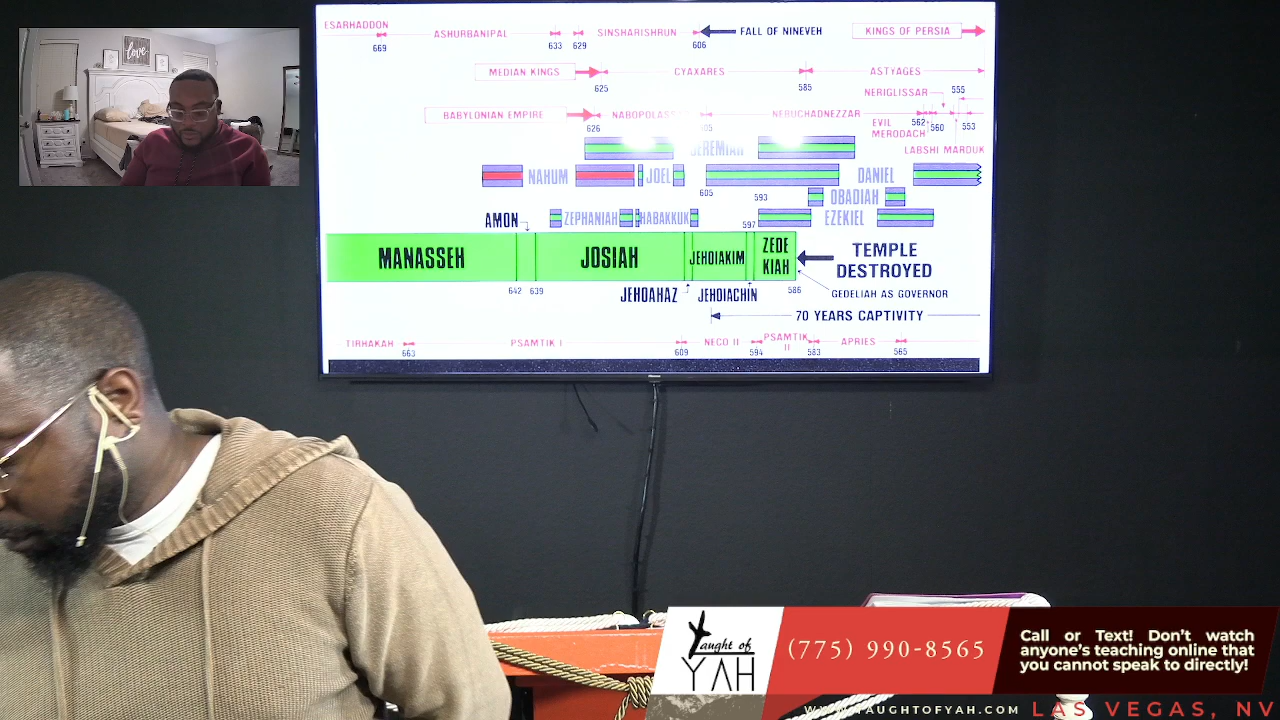 love
ESARHADDON
669
ASHURBANIPAL
633 629
SINSHARISHRUN
606
FALL OF NINEVEH
KINGS OF PERSIA
MEDIAN KINGS
625
CYAXARES
585
ASTYAGES
NERIGLISSAR
555
BABYLONIAN EMPIRE
626
NEBUCHADNEZZAR
EVIL
MERODACH
562
560
553
LABSHI MARDUK
JEREMIAH
NAHUM
JOEL
605
DANIEL
593
OBADIAH
AMON
ZEPHANIAH
HABAKKUK
597
EZEKIEL
MANASSEH
JOSIAH
JEHOIAKIM
ZEDE
KIAH
TEMPLE
DESTROYED
642 639
JEHOAHAZ
JEHOIACHIN
586
GEDELIAH AS GOVERNOR
70 YEARS CAPTIVITY
TIRHAKAH
663
PSAMTIK I
609
NECO II
594
PSAMTIK
II
583
APRIES
565
Hisense
Taught of
YAH
(775) 990-8565
Call or Text! Don't watch
anyone's teaching online that
you cannot speak to directly!
WWW.TAUGHTOFYAH.COM
LAS VEGAS, NV